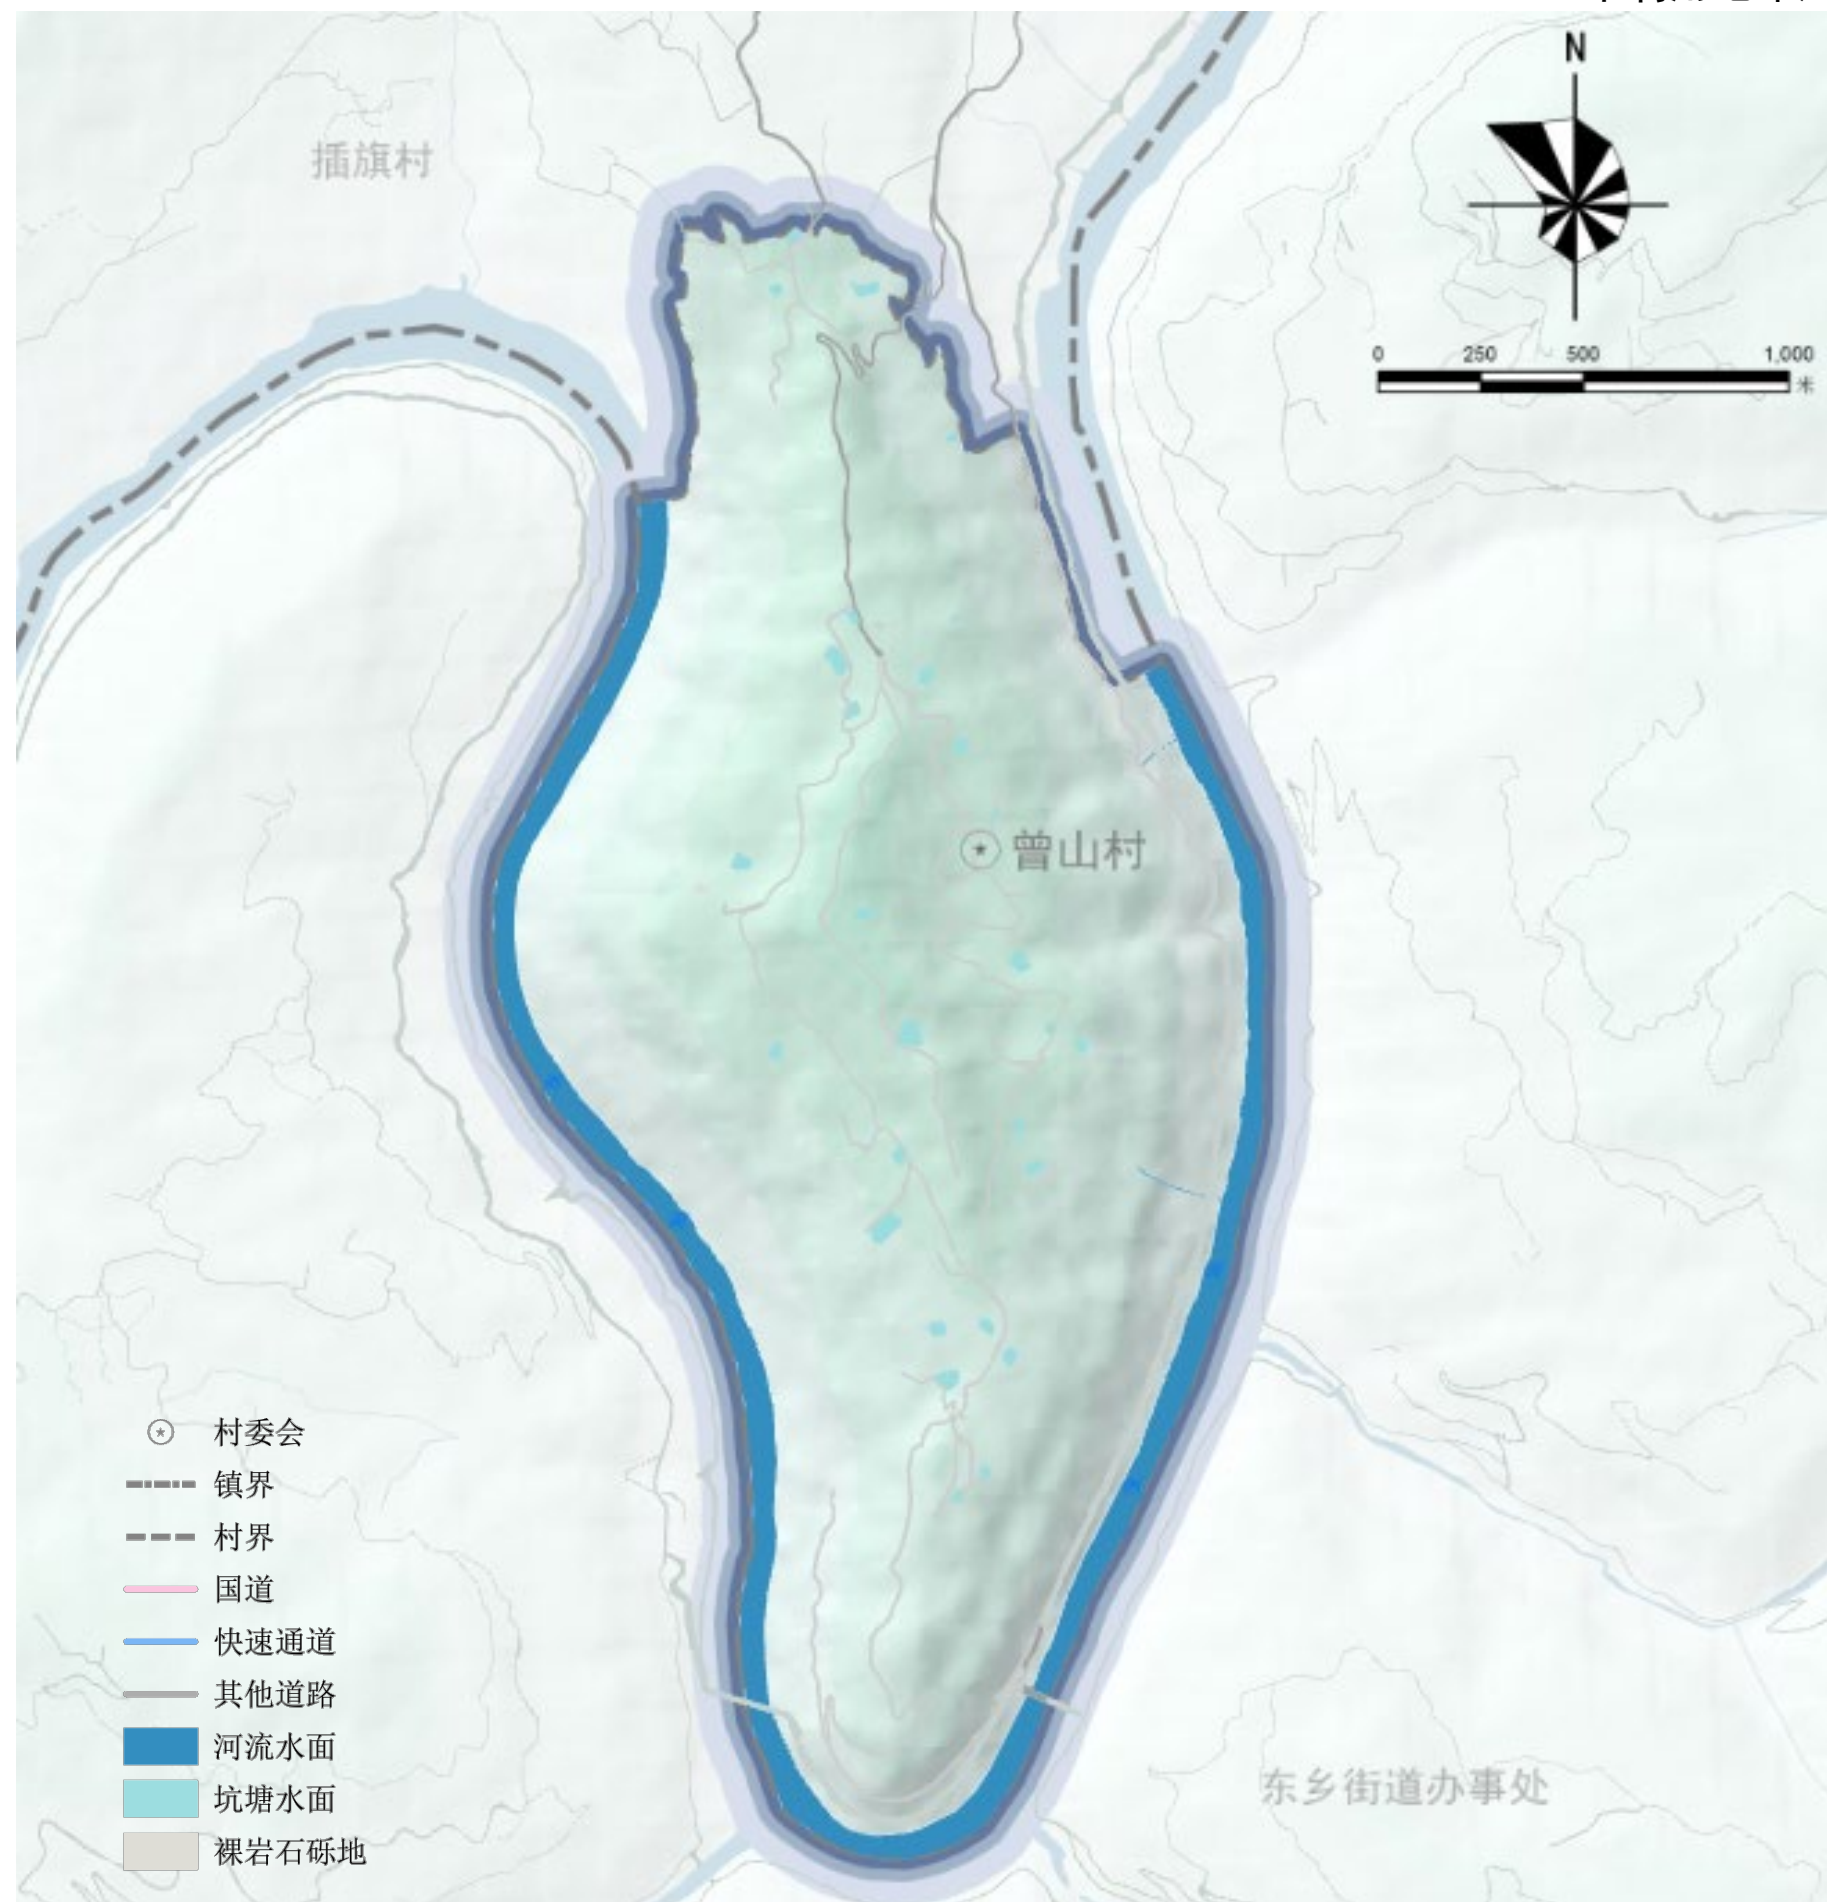 N
插旗村
0 250 500 1,000
米
曾山村
村委会
镇界
村界
国道
快速通道
其他道路
河流水面
坑塘水面
裸岩石砾地
东乡街道办事处